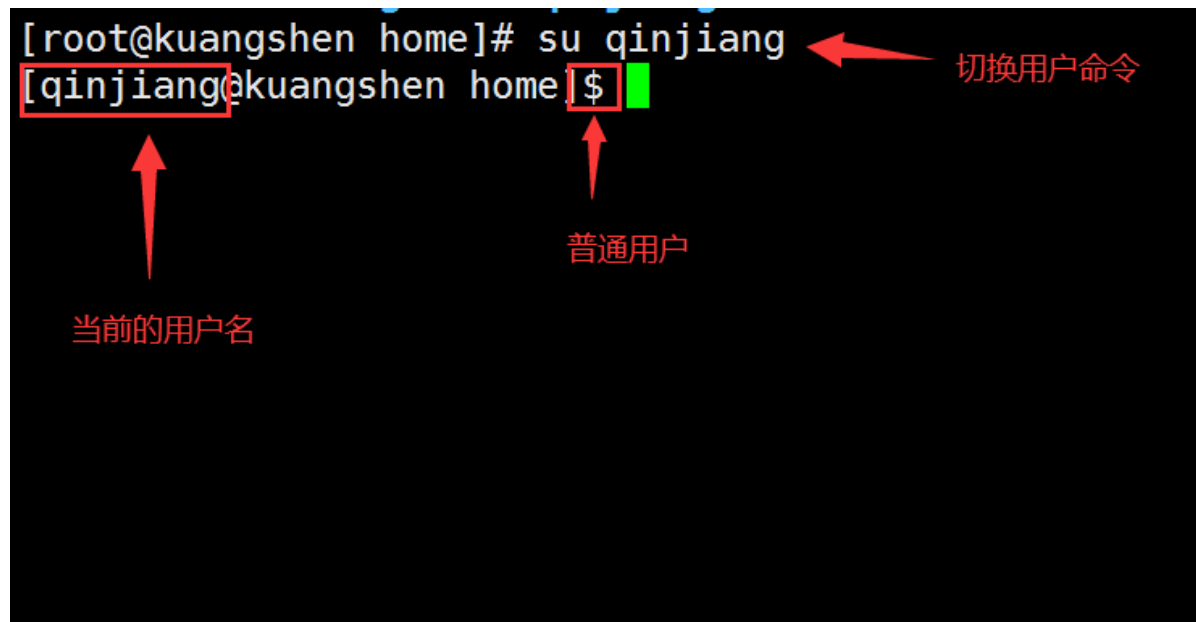 [root@kuangshen home]# su qinjiang
切换用户命令
[qinjiang@kuangshen home]$
普通用户
当前的用户名